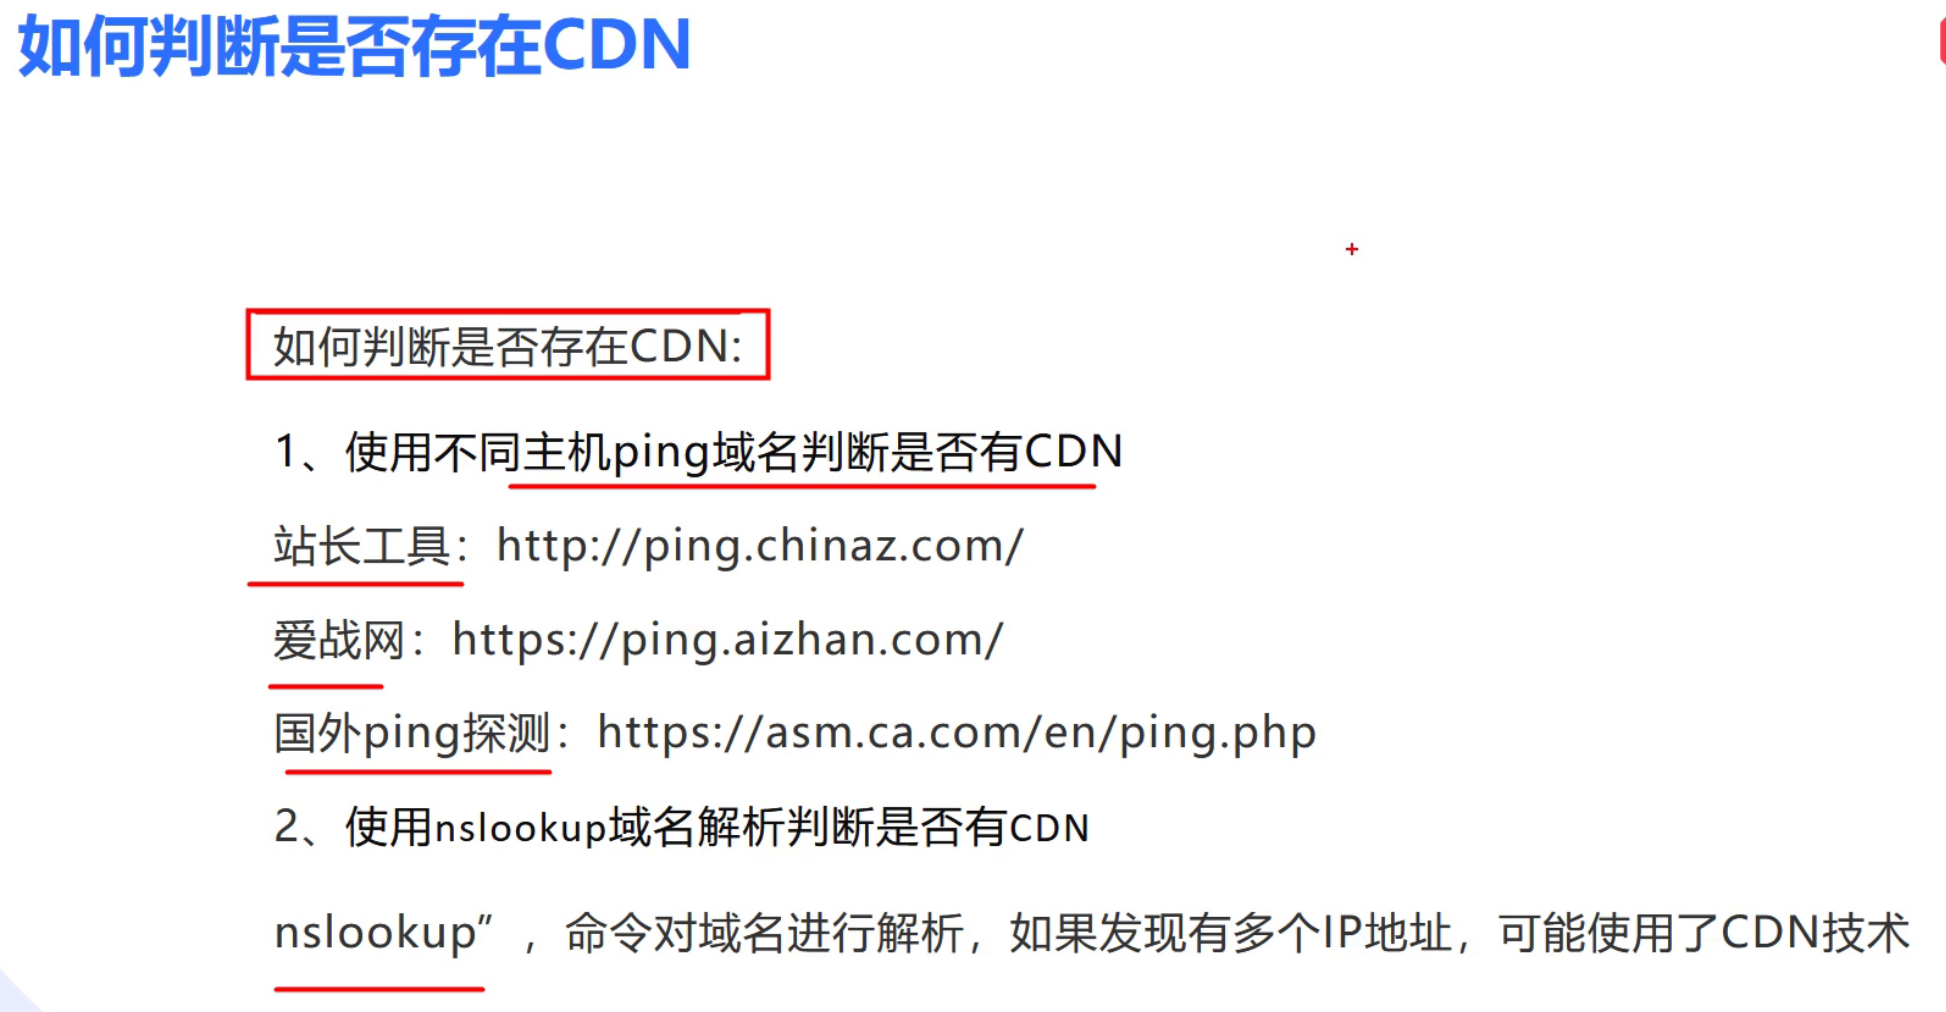 如何判断是否存在CDN
如何判断是否存在CDN:
1、使用不同主机ping域名判断是否有CDN
站长工具：http://ping.chinaz.com/
爱战网：https://ping.aizhan.com/
国外ping探测：https://asm.ca.com/en/ping.php
2、使用nslookup域名解析判断是否有CDN
nslookup”，命令对域名进行解析，如果发现有多个IP地址，可能使用了CDN技术